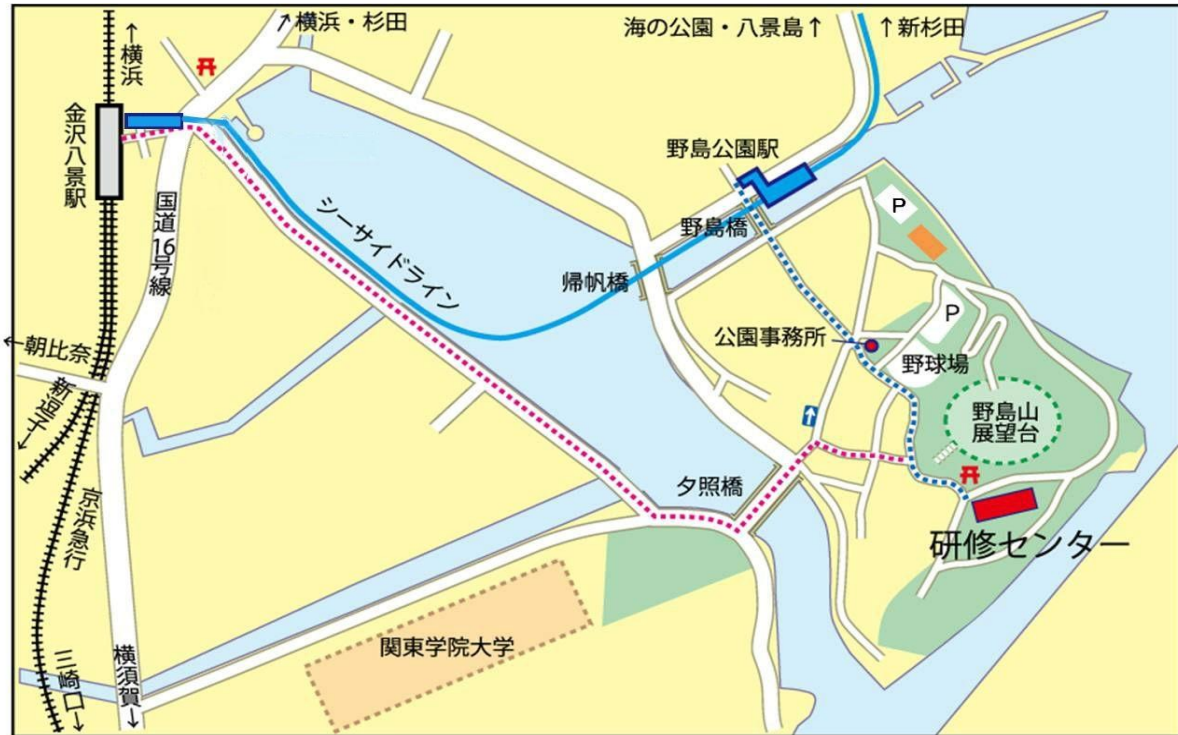 ↗横浜・杉田
海の公園・八景島↑
↑新杉田
←横浜
金沢八景駅
野島公園駅
P
国道16号線
シーサイドライン
野島橋
帰帆橋
P
公園事務所
野球場
←朝比奈
新逗子→
野島山
展望台
夕照橋
京浜急行
研修センター
関東学院大学
三崎口→
横須賀→